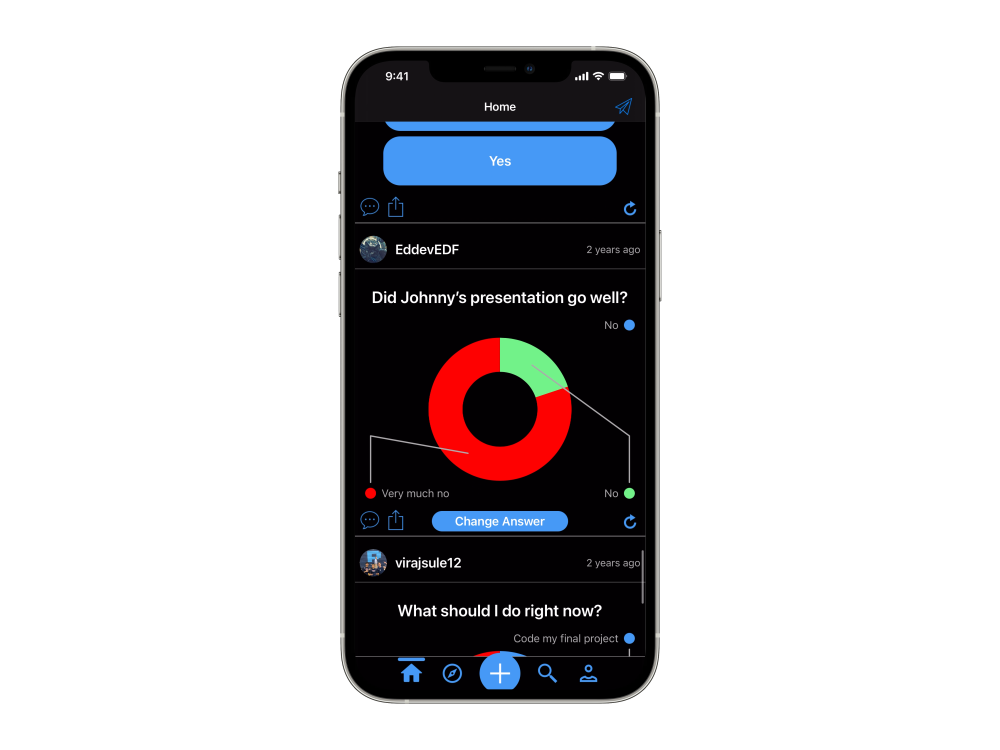 9:41
Home
Yes
EddevEDF
2 years ago
Did Johnny's presentation go well?
No
Very much no
No
Change Answer
virajsule12
2 years ago
What should I do right now?
Code my final project